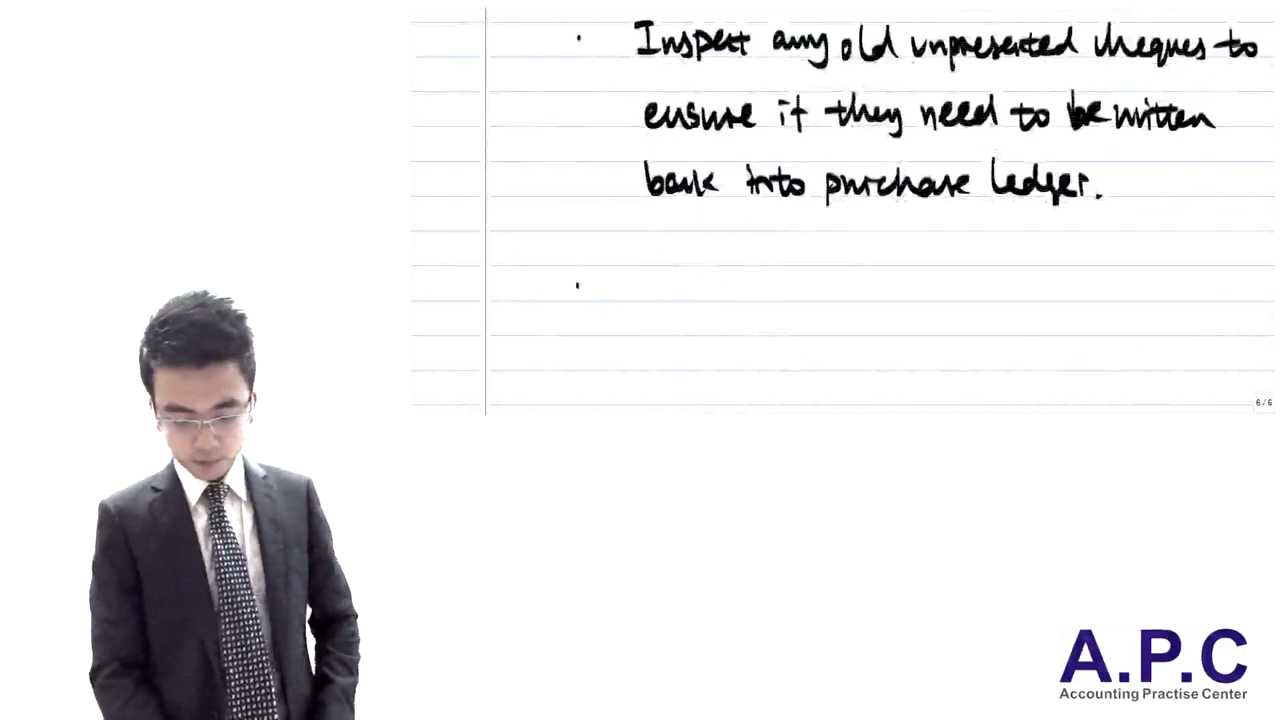 · Inspect any old unpresented cheques to
ensure if they need to be written
back into purchase ledger.
·
6/6
A.P.C
Accounting Practise Center